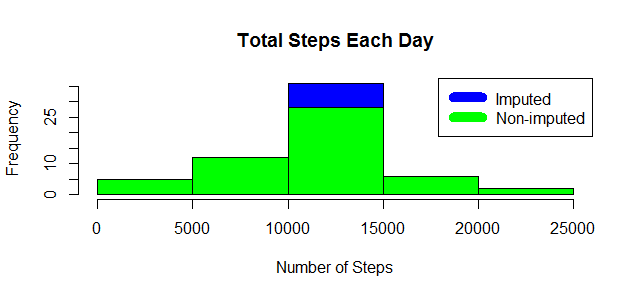 Total Steps Each Day
Imputed
Non-imputed
Frequency
25
10
0
0 5000 10000 15000 20000 25000
Number of Steps